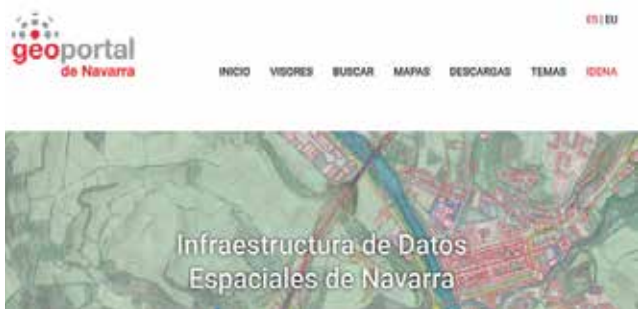 ES | EU
geoportal
de Navarra
INICIO VISORES BUSCAR MAPAS DESCARGAS TEMAS IDENA
Infraestructura de Datos
Espaciales de Navarra